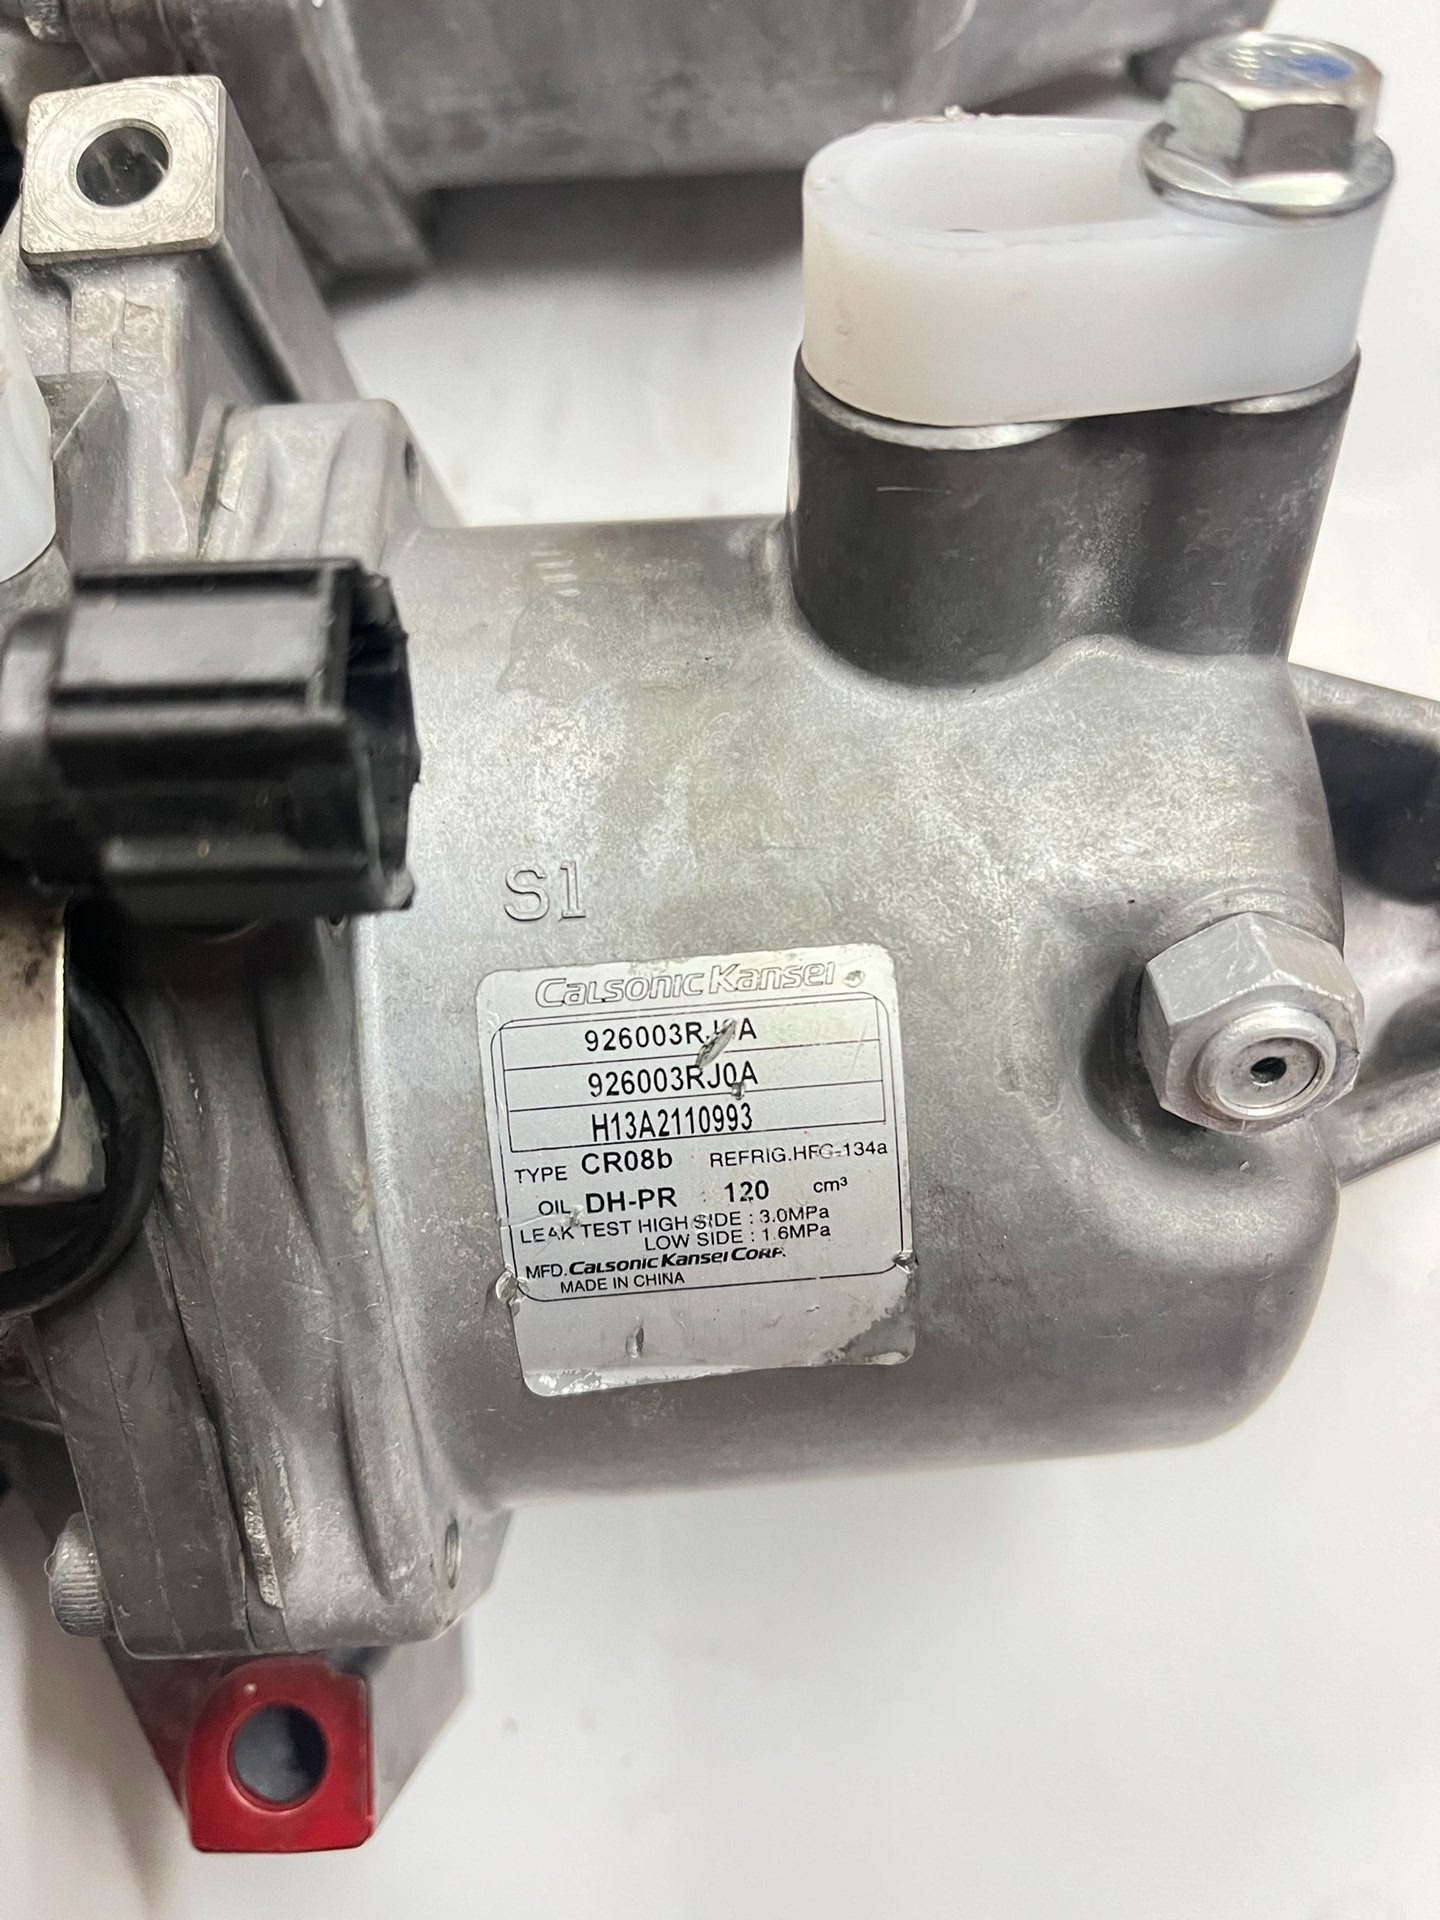 S1
CALSONIC KANSEI
926003RJ0A
926003RJ0A
H13A2110993
TYPE CR08b REFRIG.HFC-134a
OIL DH-PR 120 cm³
LEAK TEST HIGH SIDE : 3.0MPa
LOW SIDE : 1.6MPa
MFD. CALSONIC KANSEI CORP.
MADE IN CHINA